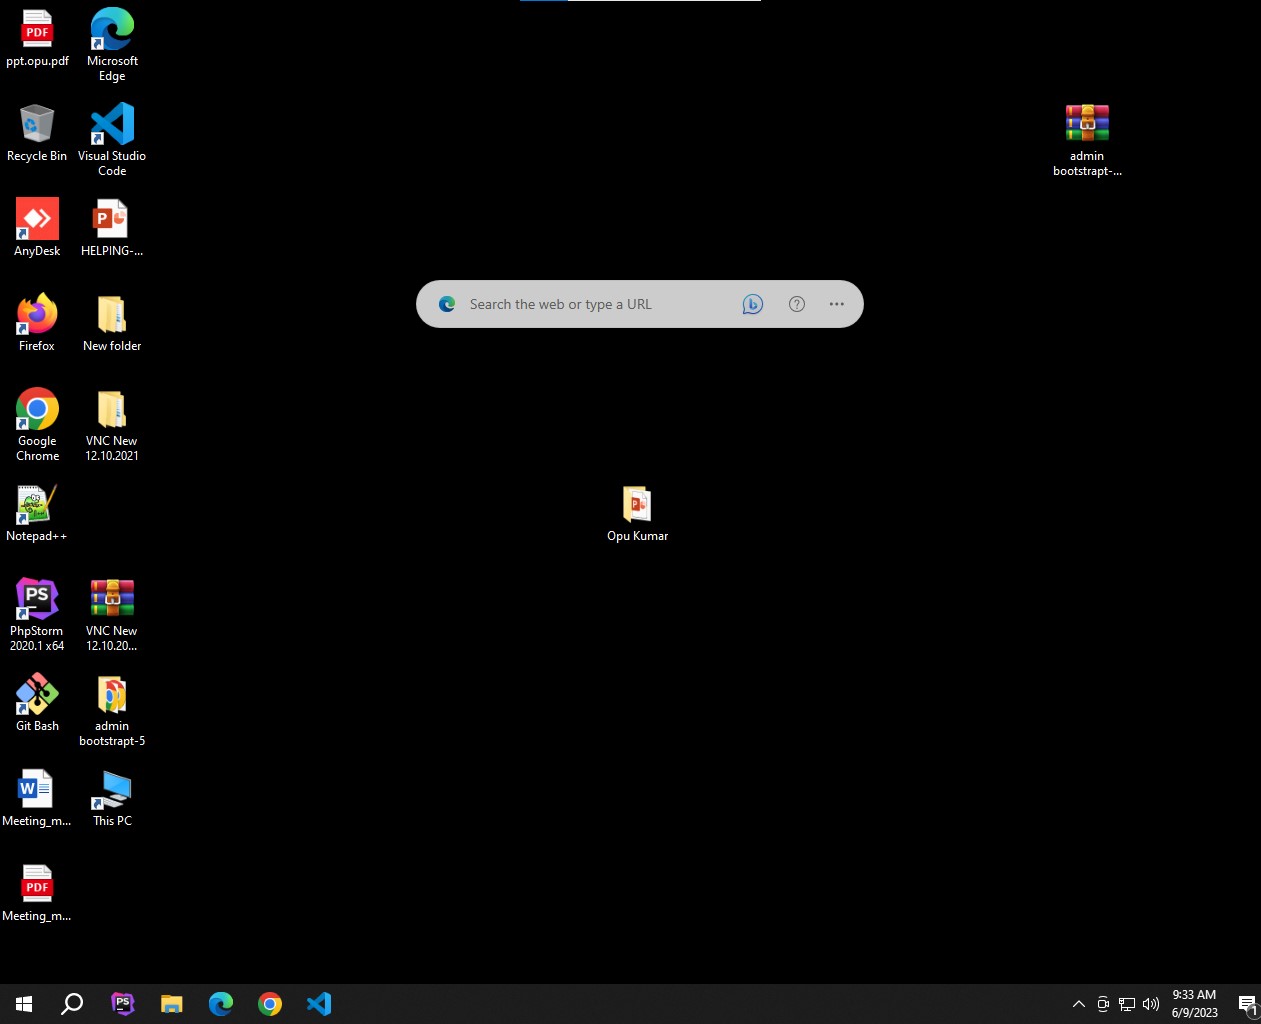 ppt.opu.pdf
Microsoft
Edge
Recycle Bin
Visual Studio
Code
AnyDesk
HELPING-...
Firefox
New folder
Google
Chrome
VNC New
12.10.2021
Notepad++
PhpStorm
2020.1 x64
VNC New
12.10.20...
Git Bash
admin
bootstrapt-5
Meeting_m...
This PC
Meeting_m...
admin
bootstrapt-...
Search the web or type a URL
Opu Kumar
9:33 AM
6/9/2023
1